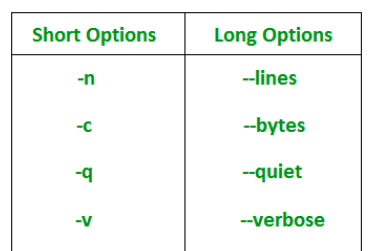 Short Options Long Options
-n --lines
-c --bytes
-q --quiet
-v --verbose